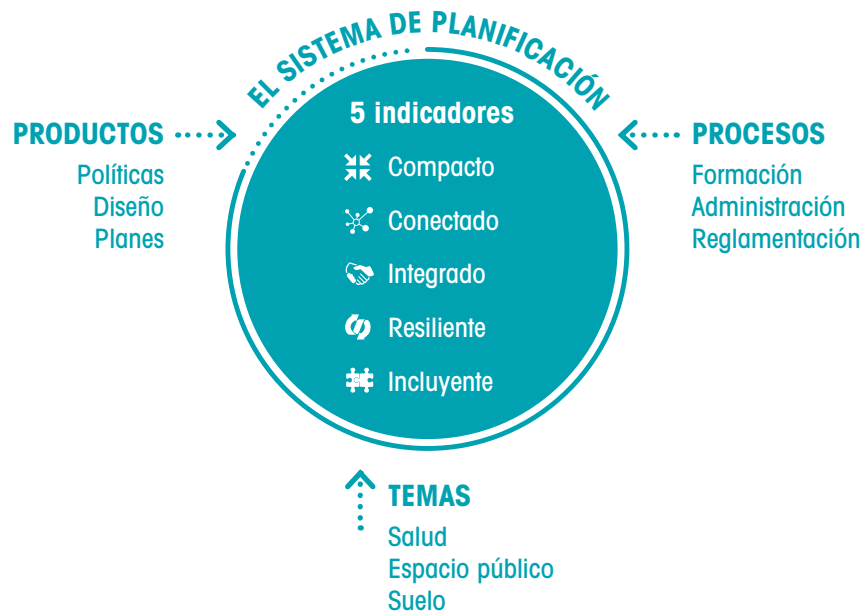 EL SISTEMA DE PLANIFICACIÓN
5 indicadores
Compacto
Conectado
Integrado
Resiliente
Incluyente
PRODUCTOS
Políticas
Diseño
Planes
PROCESOS
Formación
Administración
Reglamentación
TEMAS
Salud
Espacio público
Suelo